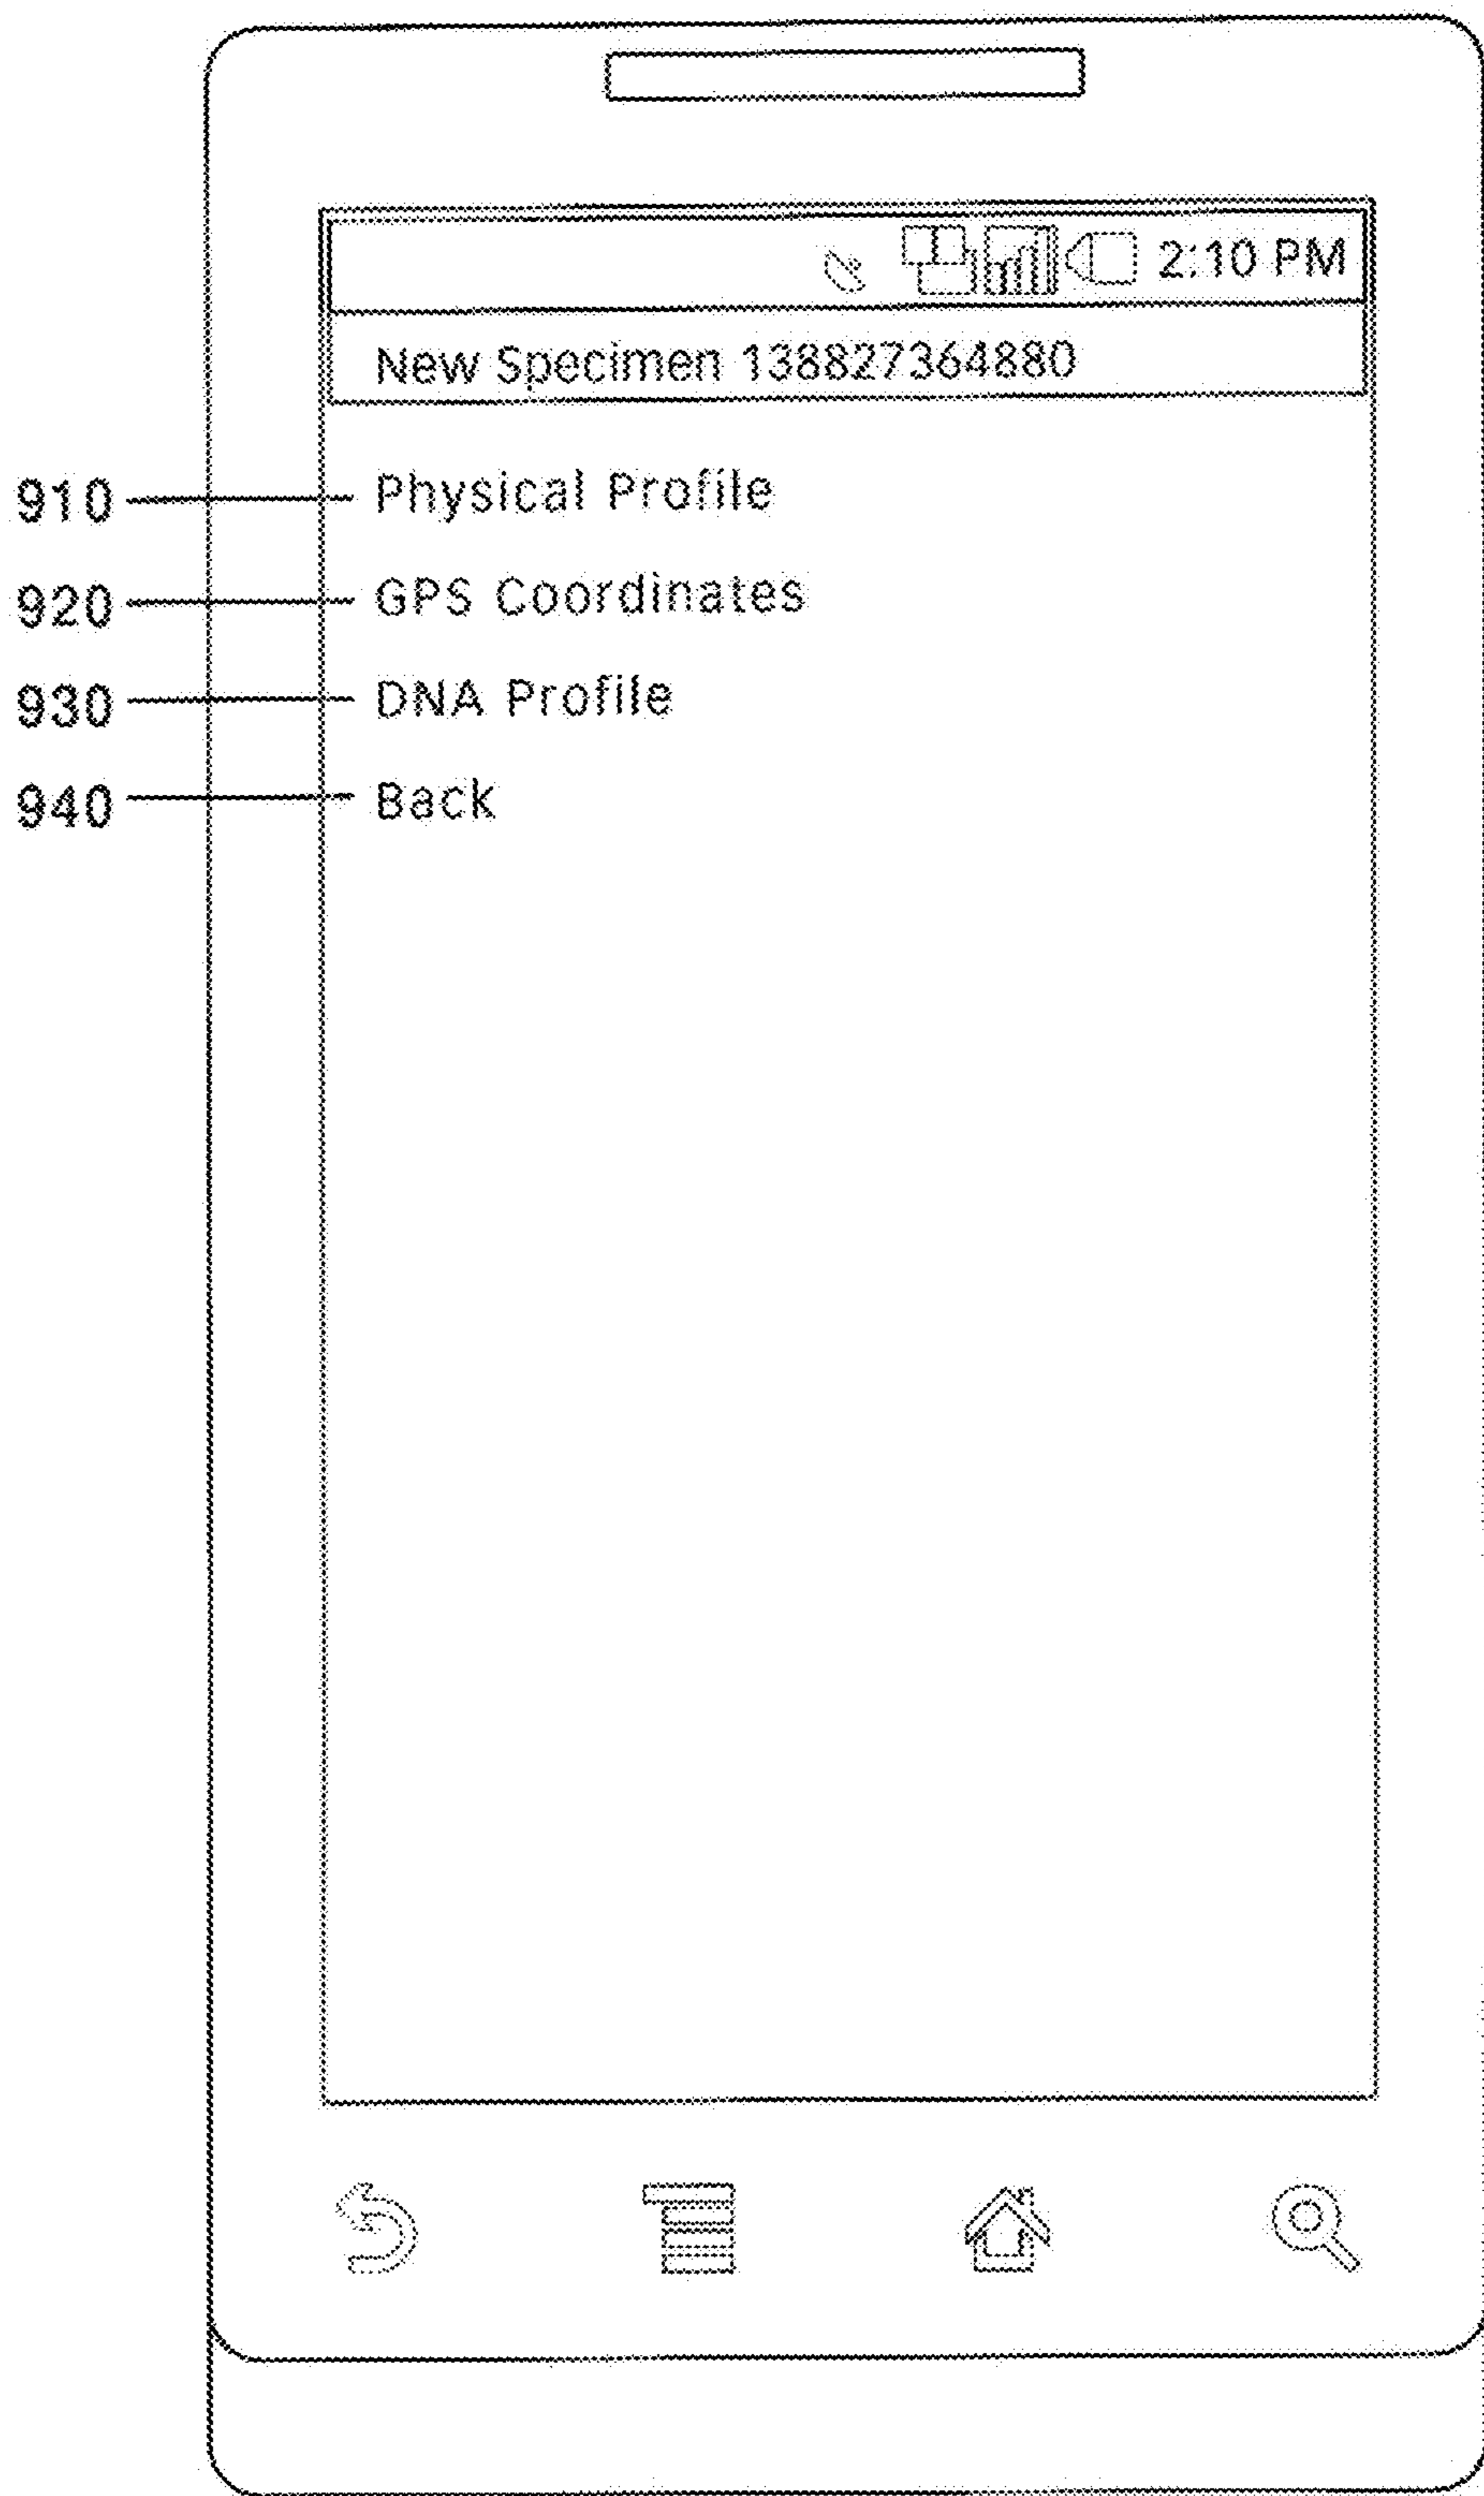 2:10 PM
New Specimen 138827364880
910 Physical Profile
920 GPS Coordinates
930 DNA Profile
940 Back